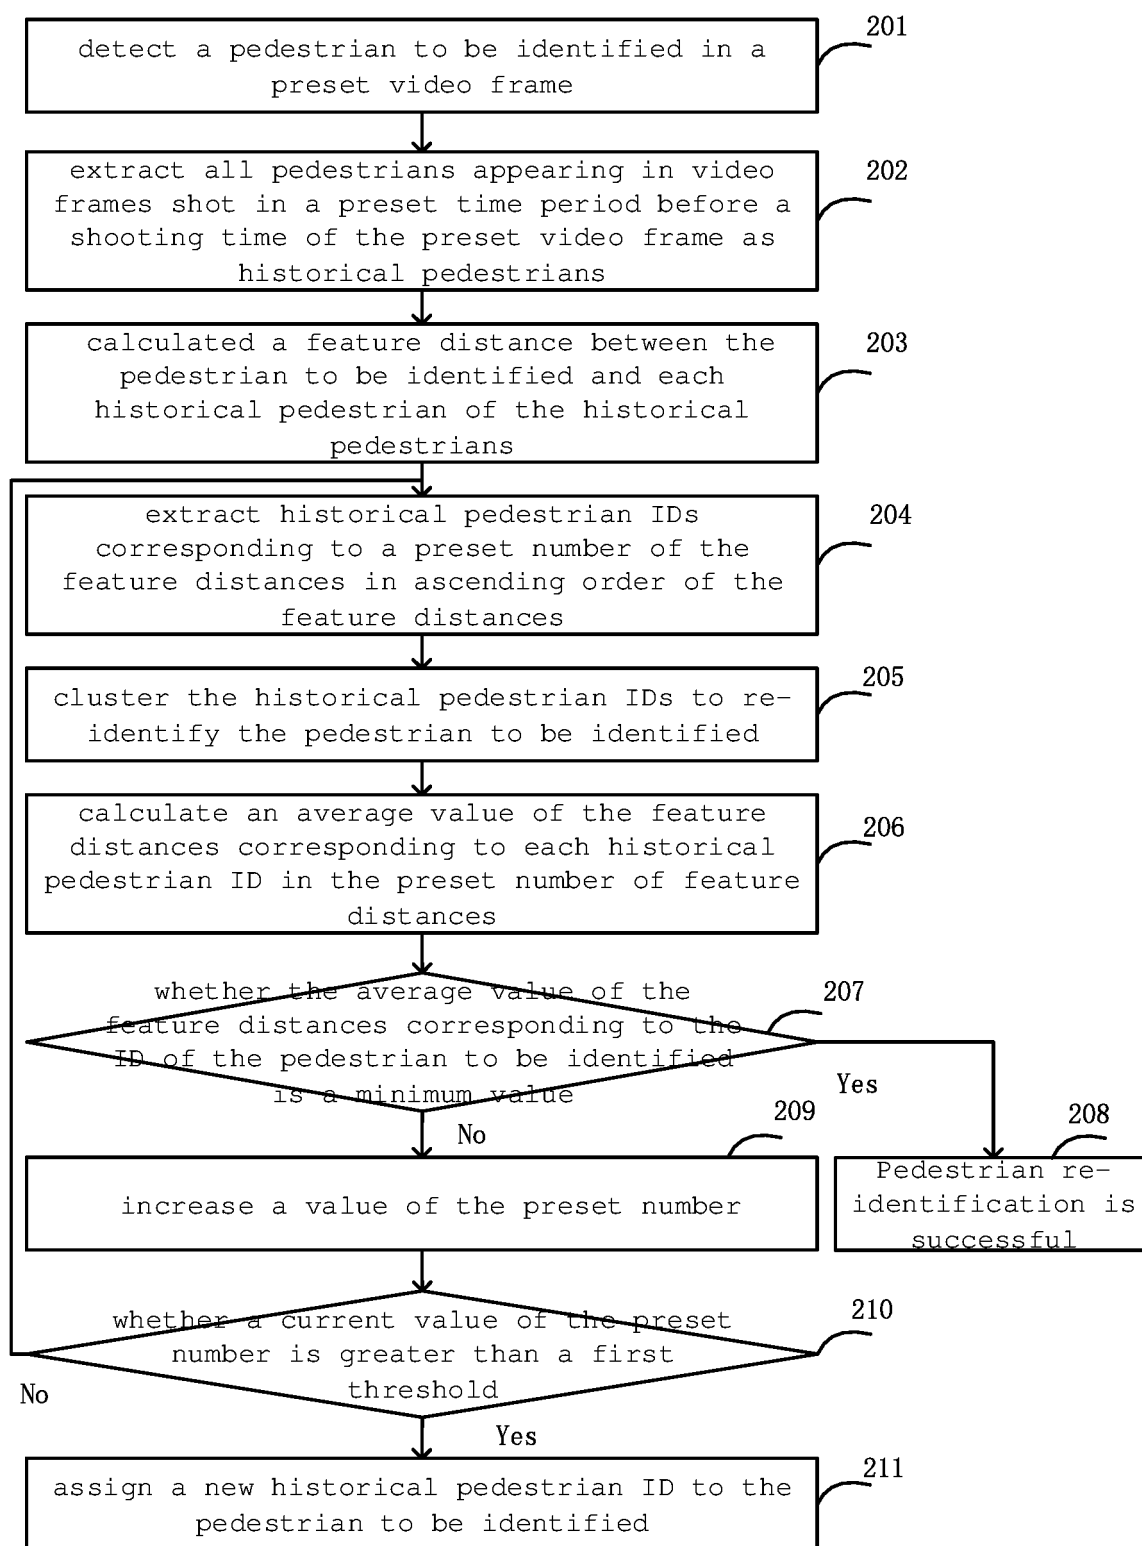 201
detect a pedestrian to be identified in a
preset video frame
202
extract all pedestrians appearing in video
frames shot in a preset time period before a
shooting time of the preset video frame as
historical pedestrians
203
calculated a feature distance between the
pedestrian to be identified and each
historical pedestrian of the historical
pedestrians
204
extract historical pedestrian IDs
corresponding to a preset number of the
feature distances in ascending order of the
feature distances
205
cluster the historical pedestrian IDs to re-
identify the pedestrian to be identified
206
calculate an average value of the feature
distances corresponding to each historical
pedestrian ID in the preset number of feature
distances
207
whether the average value of the
feature distances corresponding to the
ID of the pedestrian to be identified
is a minimum value
Yes
No
208
Pedestrian re-
identification is
successful
209
increase a value of the preset number
210
whether a current value of the preset
number is greater than a first
threshold
No
Yes
211
assign a new historical pedestrian ID to the
pedestrian to be identified